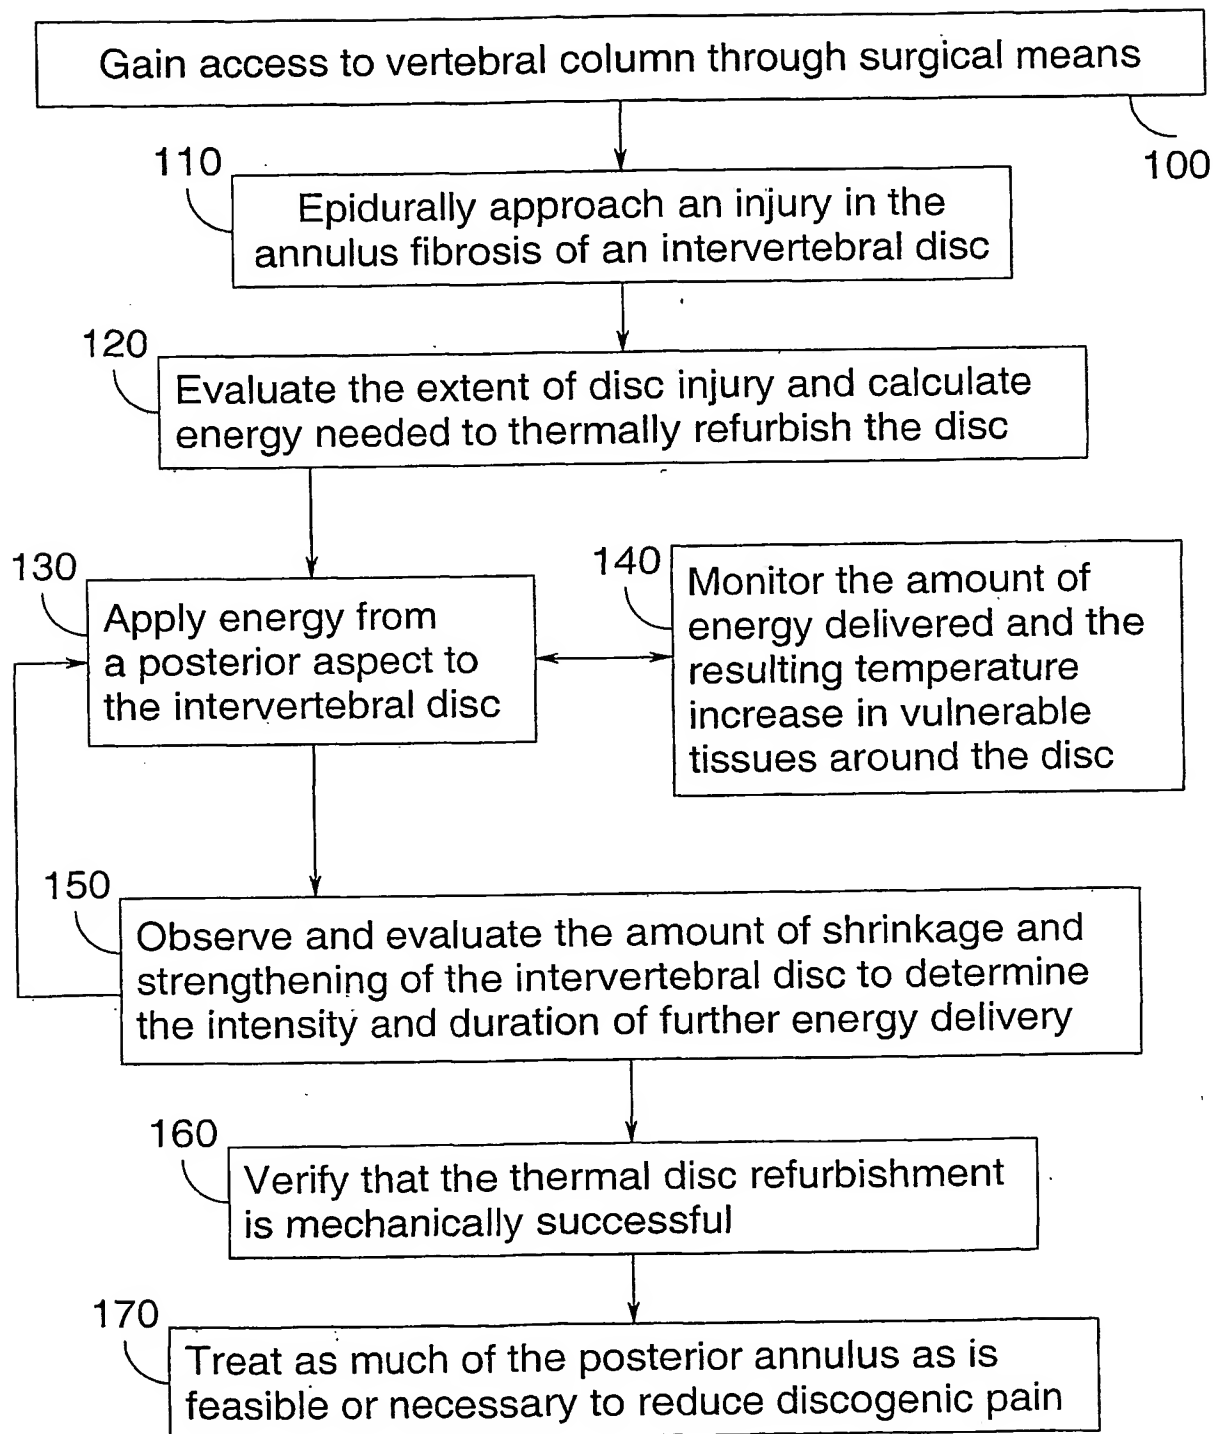 Gain access to vertebral column through surgical means
100
110
Epidurally approach an injury in the
annulus fibrosis of an intervertebral disc
120
Evaluate the extent of disc injury and calculate
energy needed to thermally refurbish the disc
130
Apply energy from
a posterior aspect to
the intervertebral disc
140
Monitor the amount of
energy delivered and the
resulting temperature
increase in vulnerable
tissues around the disc
150
Observe and evaluate the amount of shrinkage and
strengthening of the intervertebral disc to determine
the intensity and duration of further energy delivery
160
Verify that the thermal disc refurbishment
is mechanically successful
170
Treat as much of the posterior annulus as is
feasible or necessary to reduce discogenic pain